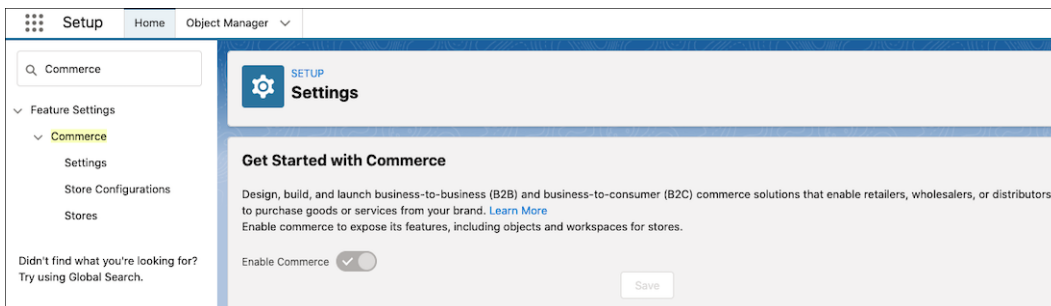 Setup
Home
Object Manager
Commerce
Feature Settings
Commerce
Settings
Store Configurations
Stores
Didn't find what you're looking for?
Try using Global Search.
SETUP
Settings
Get Started with Commerce
Design, build, and launch business-to-business (B2B) and business-to-consumer (B2C) commerce solutions that enable retailers, wholesalers, or distributors
to purchase goods or services from your brand. Learn More
Enable commerce to expose its features, including objects and workspaces for stores.
Enable Commerce
Save